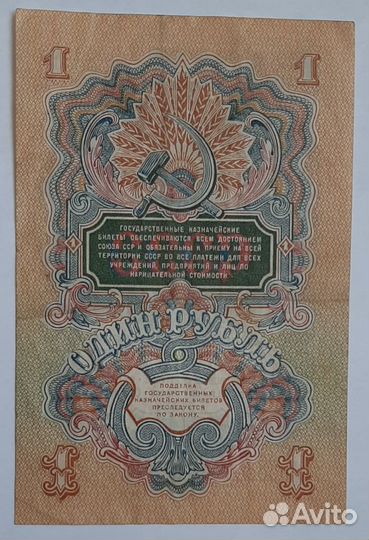 1 1
ГОСУДАРСТВЕННЫЕ КАЗНАЧЕЙСКИЕ
БИЛЕТЫ ОБЕСПЕЧИВАЮТСЯ ВСЕМ ДОСТОЯНИЕМ
СОЮЗА ССР И ОБЯЗАТЕЛЬНЫ К ПРИЕМУ НА ВСЕЙ
ТЕРРИТОРИИ СССР ВО ВСЕ ПЛАТЕЖИ ДЛЯ ВСЕХ
УЧРЕЖДЕНИЙ, ПРЕДПРИЯТИЙ И ЛИЦ ПО
НАРИЦАТЕЛЬНОЙ СТОИМОСТИ
ОДИН РУБЛЬ
ПОДДЕЛКА
ГОСУДАРСТВЕННЫХ
КАЗНАЧЕЙСКИХ БИЛЕТОВ
ПРЕСЛЕДУЕТСЯ
ПО ЗАКОНУ.
1 1
Avito